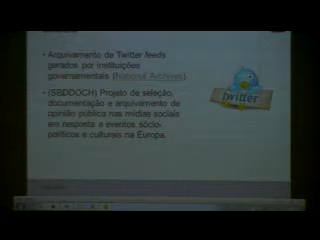 • Arquivamento de Twitter feeds
gerados por instituições
governamentais (National Archives)
• (SBDDOCH) Projeto de seleção,
documentação e arquivamento de
opinião pública nas mídias sociais
em resposta a eventos sócio-
políticos e culturais na Europa.
twitter